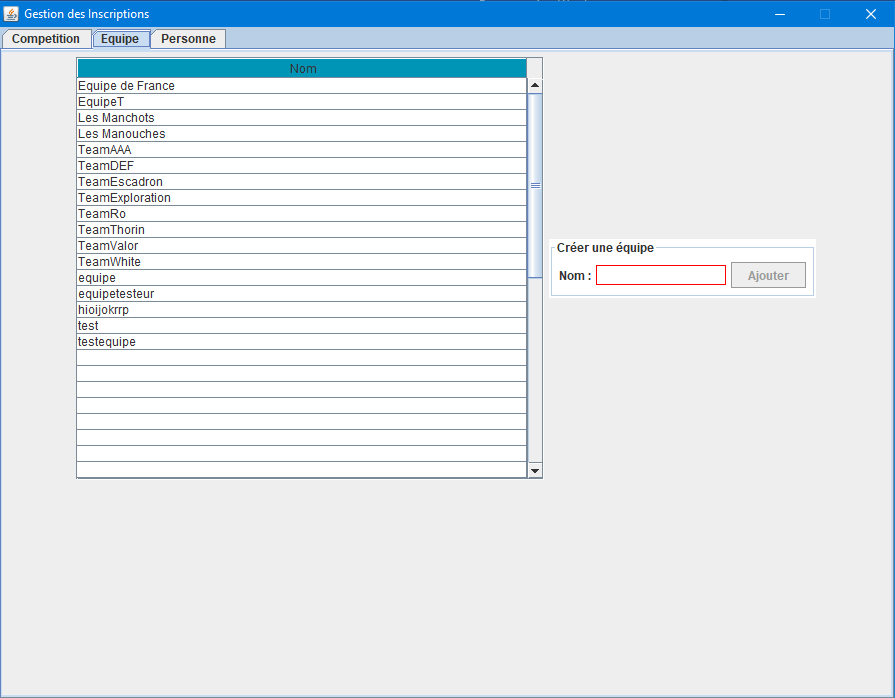 Gestion des Inscriptions
Competition Equipe Personne
Nom
Equipe de France
EquipeT
Les Manchots
Les Manouches
TeamAAA
TeamDEF
TeamEscadron
TeamExploration
TeamRo
TeamThorin
TeamValor
TeamWhite
equipe
equipetesteur
hioijokrrp
test
testequipe
Créer une équipe
Nom : Ajouter